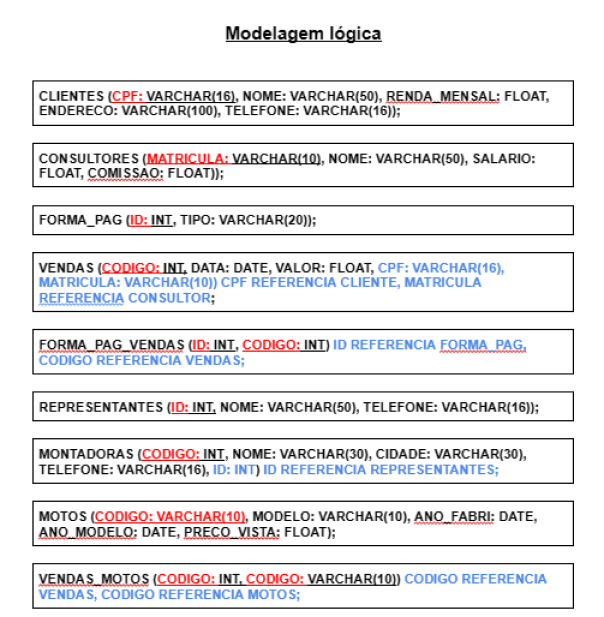 Modelagem lógica
CLIENTES (CPF: VARCHAR(16), NOME: VARCHAR(50), RENDA_MENSAL: FLOAT,
ENDERECO: VARCHAR(100), TELEFONE: VARCHAR(16));
CONSULTORES (MATRICULA: VARCHAR(10), NOME: VARCHAR(50), SALARIO:
FLOAT, COMISSAO: FLOAT));
FORMA_PAG (ID: INT, TIPO: VARCHAR(20));
VENDAS (CODIGO: INT, DATA: DATE, VALOR: FLOAT, CPF: VARCHAR(16),
MATRICULA: VARCHAR(10)) CPF REFERENCIA CLIENTE, MATRICULA
REFERENCIA CONSULTOR;
FORMA_PAG_VENDAS (ID: INT, CODIGO: INT) ID REFERENCIA FORMA_PAG,
CODIGO REFERENCIA VENDAS;
REPRESENTANTES (ID: INT, NOME: VARCHAR(50), TELEFONE: VARCHAR(16));
MONTADORAS (CODIGO: INT, NOME: VARCHAR(30), CIDADE: VARCHAR(30),
TELEFONE: VARCHAR(16), ID: INT) ID REFERENCIA REPRESENTANTES;
MOTOS (CODIGO: VARCHAR(10), MODELO: VARCHAR(10), ANO_FABRI: DATE,
ANO_MODELO: DATE, PRECO_VISTA: FLOAT);
VENDAS_MOTOS (CODIGO: INT, CODIGO: VARCHAR(10)) CODIGO REFERENCIA
VENDAS, CODIGO REFERENCIA MOTOS;